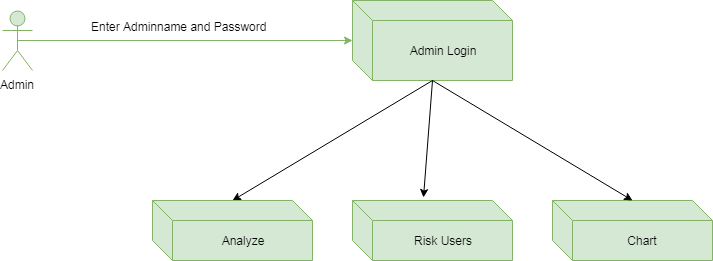 Enter Adminname and Password
Admin Login
Admin
Analyze
Risk Users
Chart